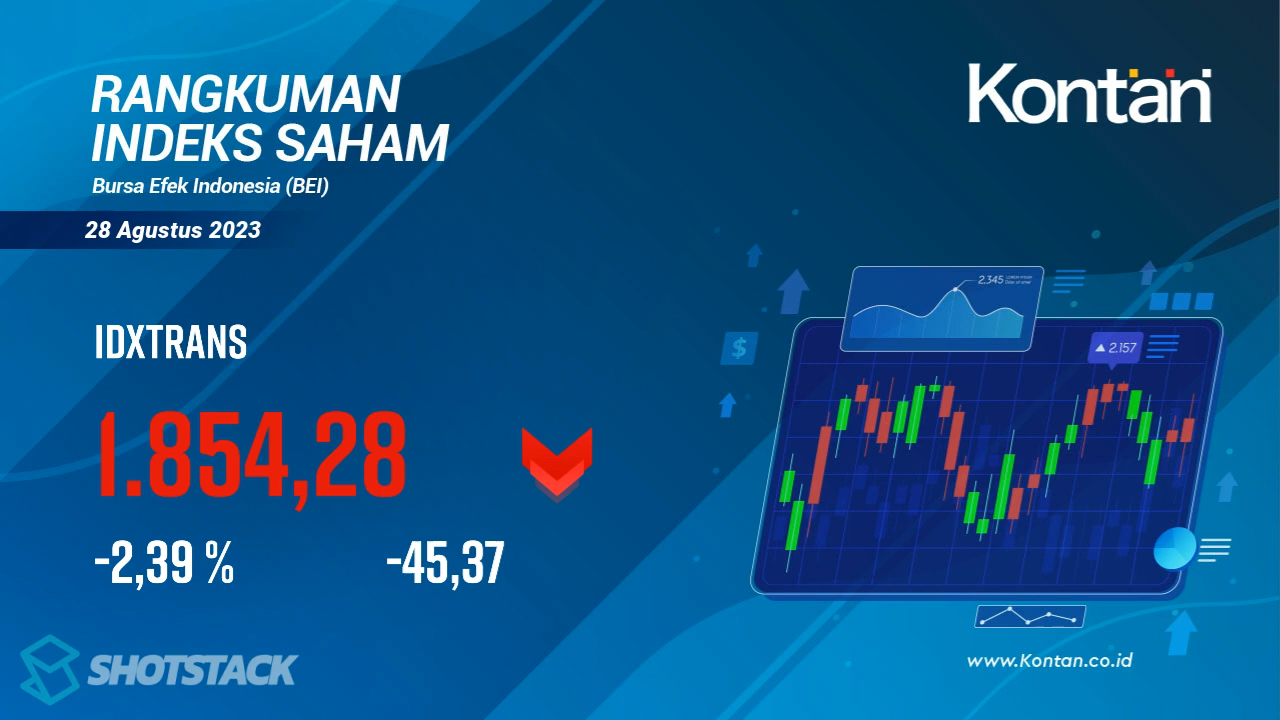 RANGKUMAN
INDEKS SAHAM
Bursa Efek Indonesia (BEI)
28 Agustus 2023
Kontan
IDXTRANS
1.854,28
-2,39 %
-45,37
2.345
$
2.157
SHOTSTACK
www.Kontan.co.id